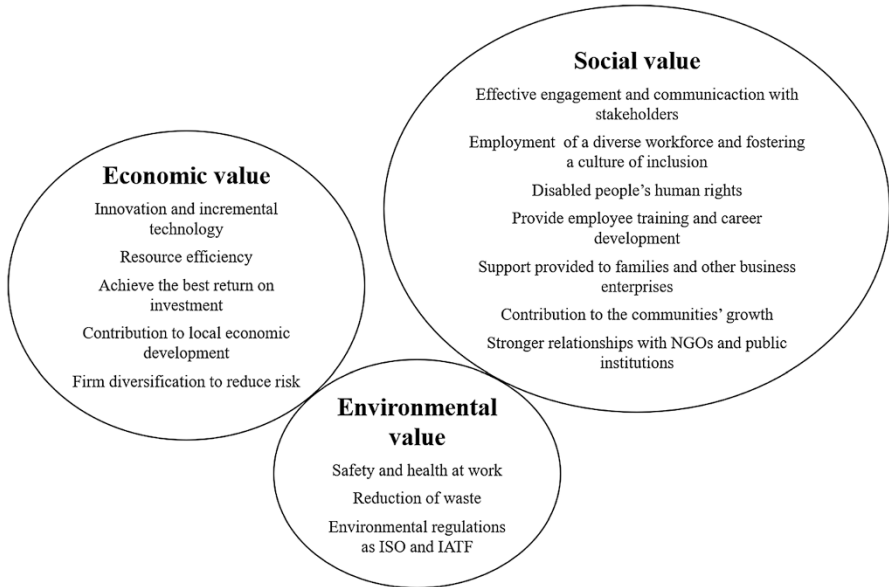 Economic value
Innovation and incremental
technology
Resource efficiency
Achieve the best return on
investment
Contribution to local economic
development
Firm diversification to reduce risk
Social value
Effective engagement and communicaction with
stakeholders
Employment of a diverse workforce and fostering
a culture of inclusion
Disabled people's human rights
Provide employee training and career
development
Support provided to families and other business
enterprises
Contribution to the communities' growth
Stronger relationships with NGOs and public
institutions
Environmental
value
Safety and health at work
Reduction of waste
Environmental regulations
as ISO and IATF